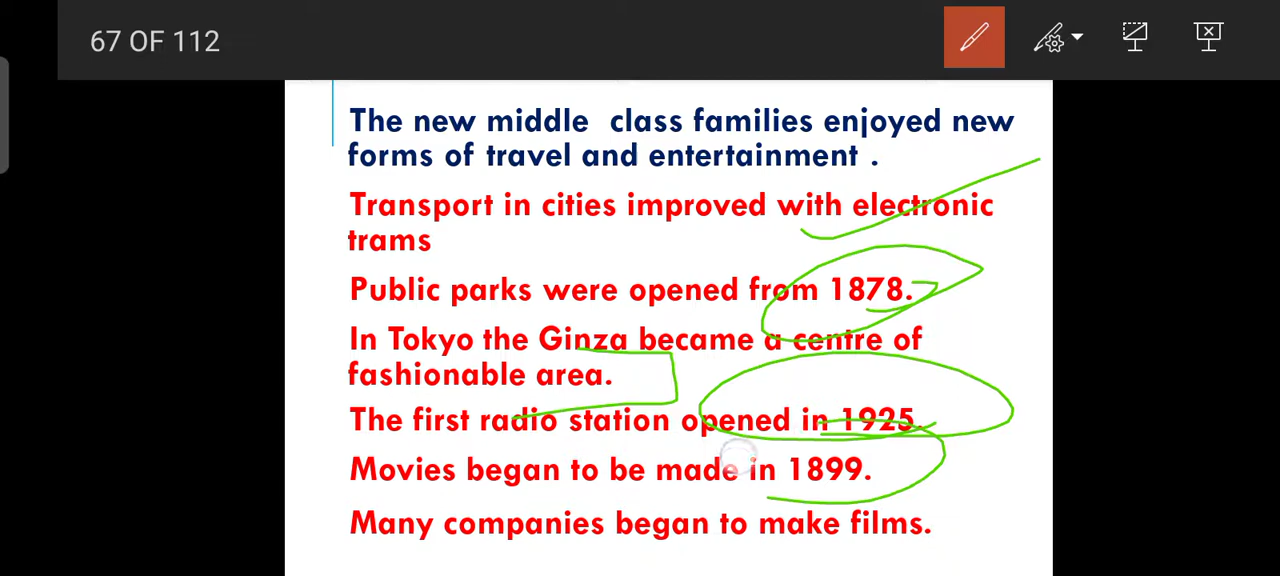 67 OF 112
The new middle class families enjoyed new
forms of travel and entertainment .
Transport in cities improved with electronic
trams
Public parks were opened from 1878.
In Tokyo the Ginza became a centre of
fashionable area.
The first radio station opened in 1925.
Movies began to be made in 1899.
Many companies began to make films.